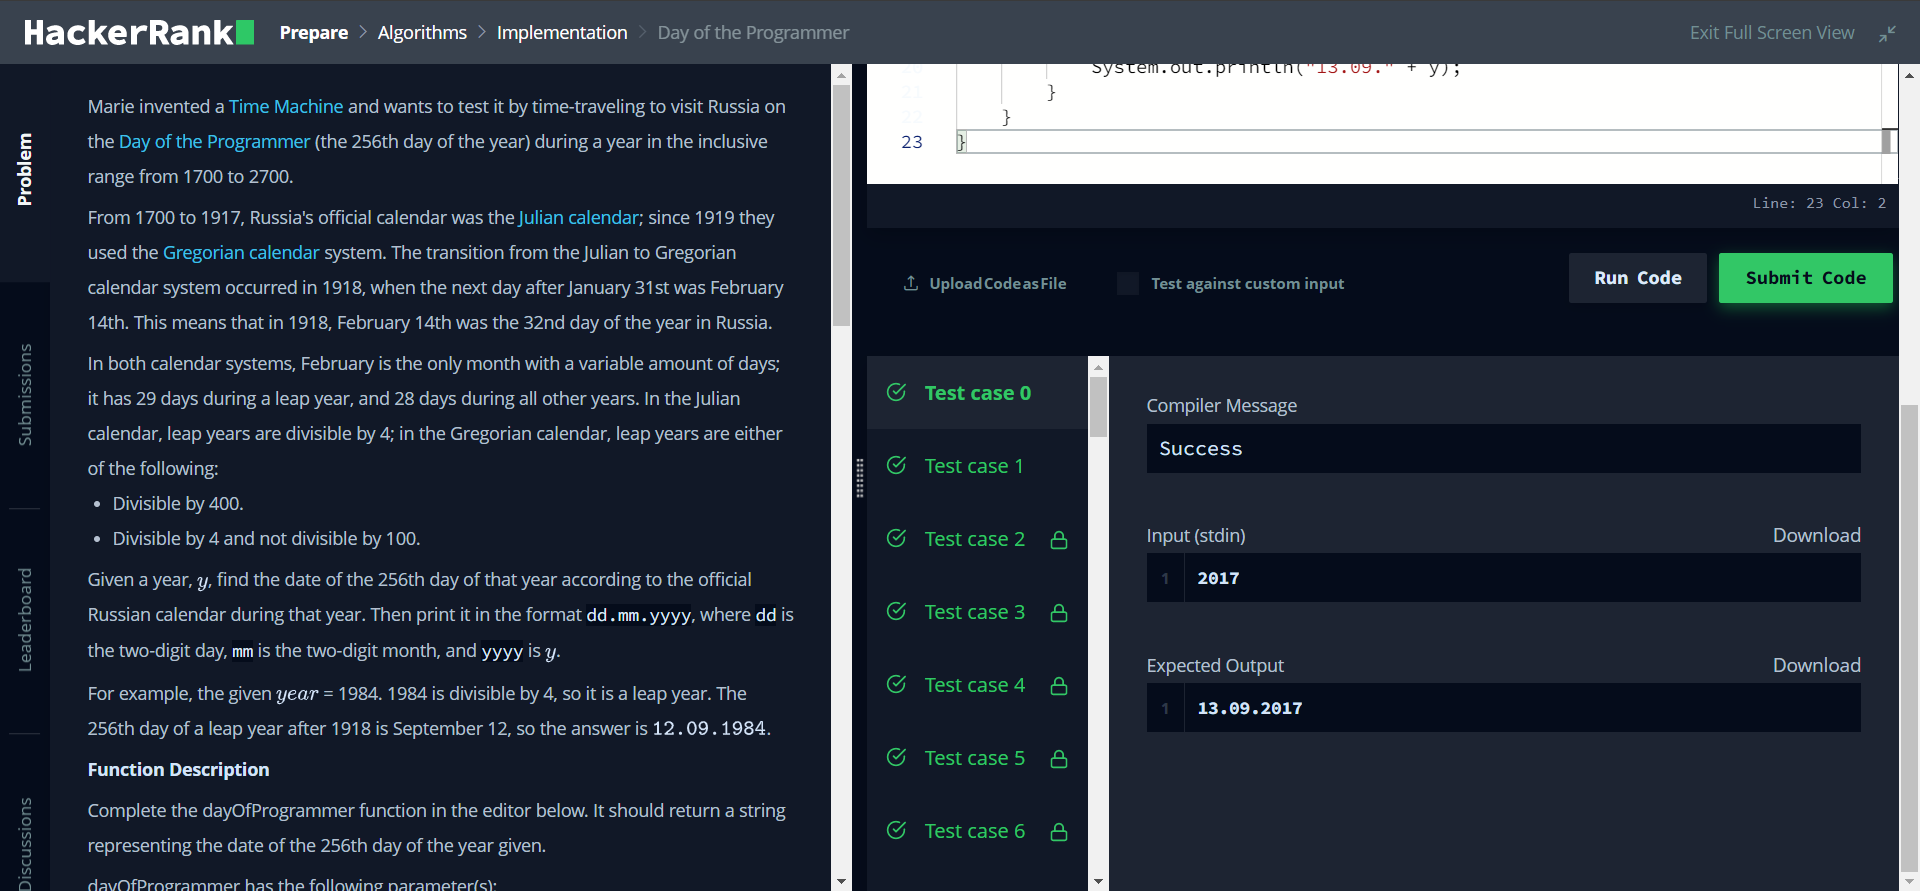 HackerRank
Prepare > Algorithms > Implementation > Day of the Programmer
Exit Full Screen View
Problem
Submissions
Leaderboard
Discussions
Marie invented a Time Machine and wants to test it by time-traveling to visit Russia on
the Day of the Programmer (the 256th day of the year) during a year in the inclusive
range from 1700 to 2700.
From 1700 to 1917, Russia's official calendar was the Julian calendar; since 1919 they
used the Gregorian calendar system. The transition from the Julian to Gregorian
calendar system occurred in 1918, when the next day after January 31st was February
14th. This means that in 1918, February 14th was the 32nd day of the year in Russia.
In both calendar systems, February is the only month with a variable amount of days;
it has 29 days during a leap year, and 28 days during all other years. In the Julian
calendar, leap years are divisible by 4; in the Gregorian calendar, leap years are either
of the following:
• Divisible by 400.
• Divisible by 4 and not divisible by 100.
Given a year, y, find the date of the 256th day of that year according to the official
Russian calendar during that year. Then print it in the format dd.mm.yyyy, where dd is
the two-digit day, mm is the two-digit month, and yyyy is y.
For example, the given year = 1984. 1984 is divisible by 4, so it is a leap year. The
256th day of a leap year after 1918 is September 12, so the answer is 12.09.1984.
Function Description
Complete the dayOfProgrammer function in the editor below. It should return a string
representing the date of the 256th day of the year given.
dayOfProgrammer has the following parameter(s):
20 System.out.println("13.09." + y);
21 }
22 }
23 }
Line: 23 Col: 2
Upload Code as File
Test against custom input
Run Code
Submit Code
Test case 0
Test case 1
Test case 2
Test case 3
Test case 4
Test case 5
Test case 6
Compiler Message
Success
Input (stdin)
Download
1 2017
Expected Output
Download
1 13.09.2017